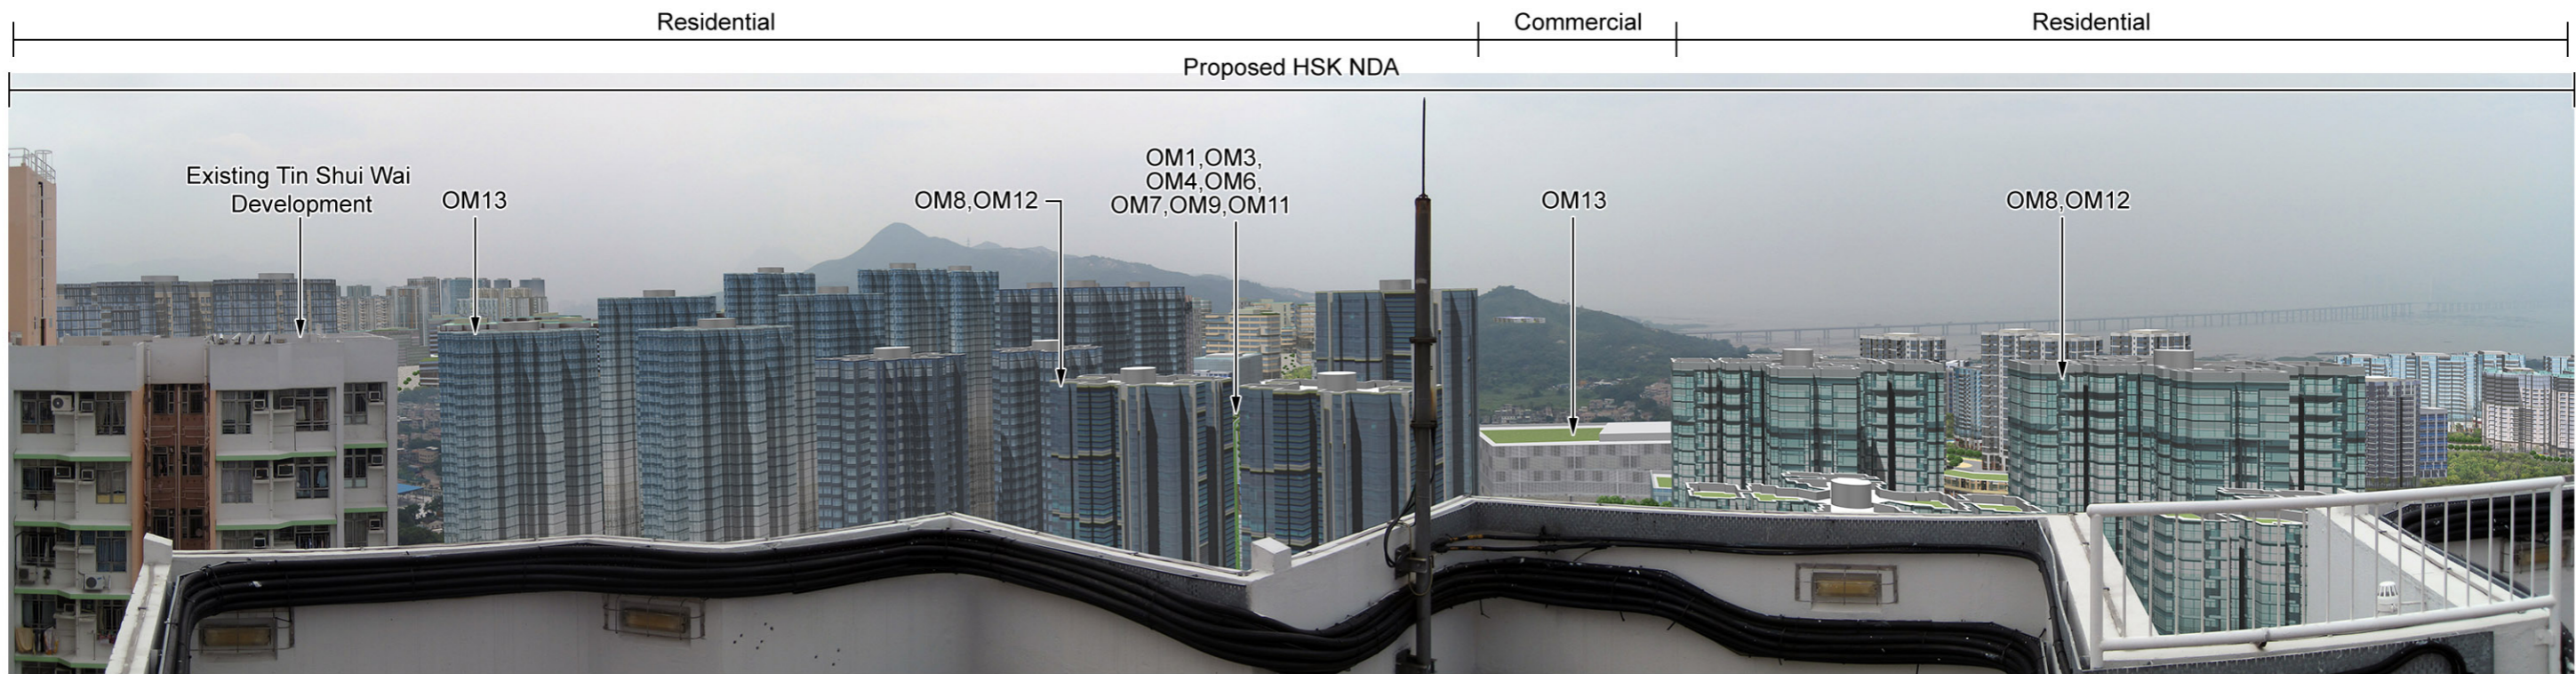 Residential
Commercial
Residential
Proposed HSK NDA
Existing Tin Shui Wai
Development
OM13
OM8,OM12
OM1,OM3,
OM4,OM6,
OM7,OM9,OM11
OM13
OM8,OM12